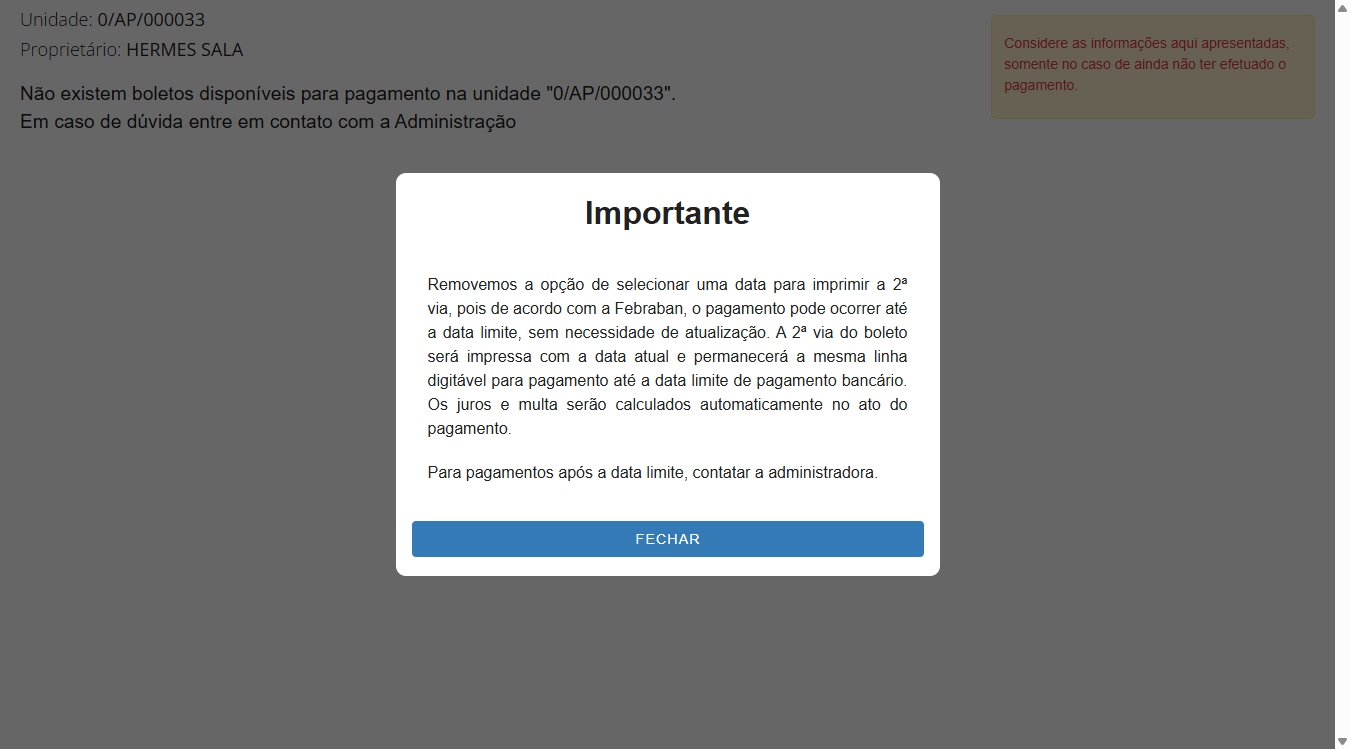 Unidade: 0/AP/000033
Proprietário: HERMES SALA
Não existem boletos disponíveis para pagamento na unidade "0/AP/000033".
Em caso de dúvida entre em contato com a Administração
Considere as informações aqui apresentadas,
somente no caso de ainda não ter efetuado o
pagamento.
Importante
Removemos a opção de selecionar uma data para imprimir a 2ª
via, pois de acordo com a Febraban, o pagamento pode ocorrer até
a data limite, sem necessidade de atualização. A 2ª via do boleto
será impressa com a data atual e permanecerá a mesma linha
digitável para pagamento até a data limite de pagamento bancário.
Os juros e multa serão calculados automaticamente no ato do
pagamento.
Para pagamentos após a data limite, contatar a administradora.
FECHAR